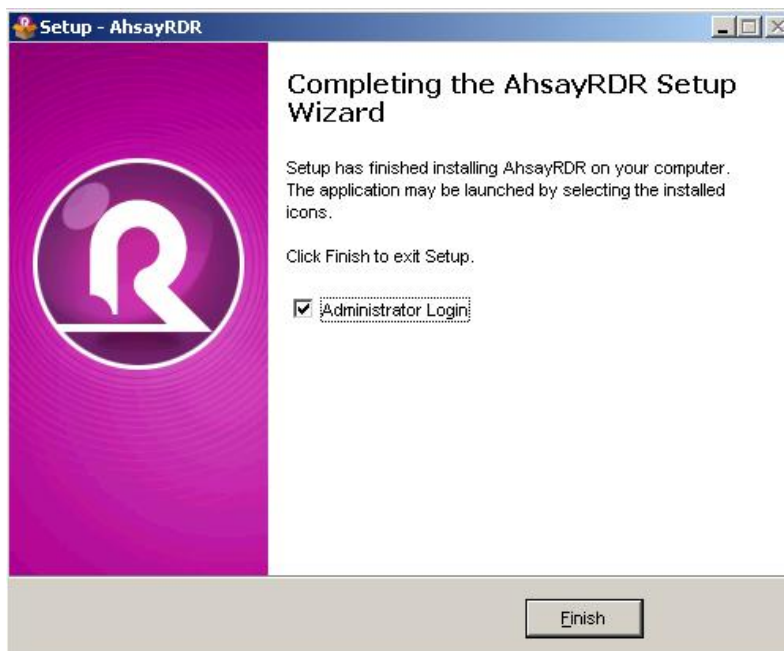 Setup - AhsayRDR
Completing the AhsayRDR Setup
Wizard
Setup has finished installing AhsayRDR on your computer.
The application may be launched by selecting the installed
icons.
Click Finish to exit Setup.
Administrator Login
Finish